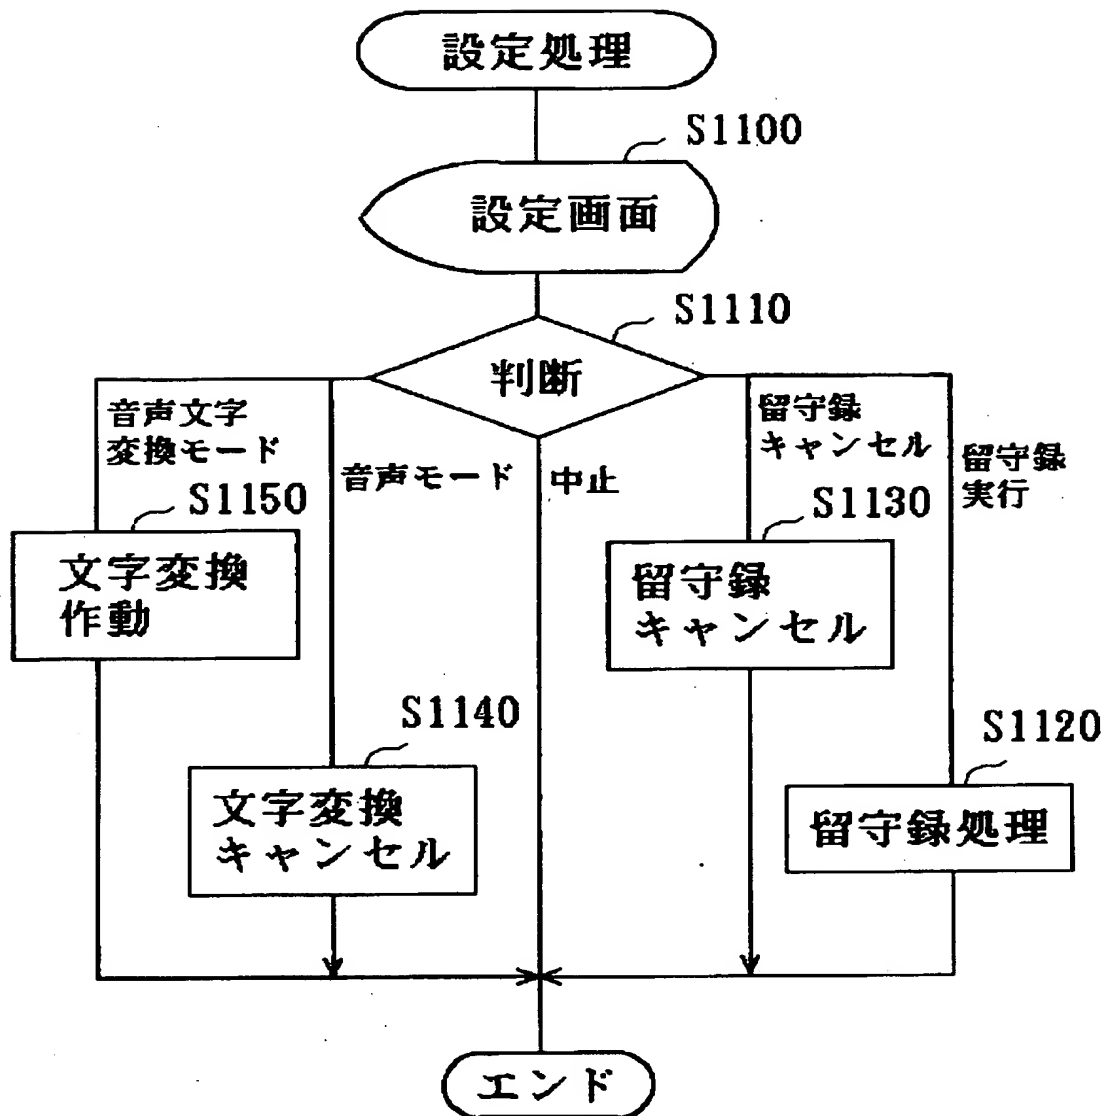 設定処理
S1100
設定画面
S1110
判断
音声文字
変換モード
音声モード
中止
留守録
キャンセル
留守録
実行
S1150
文字変換
作動
S1130
留守録
キャンセル
S1140
文字変換
キャンセル
S1120
留守録処理
エンド